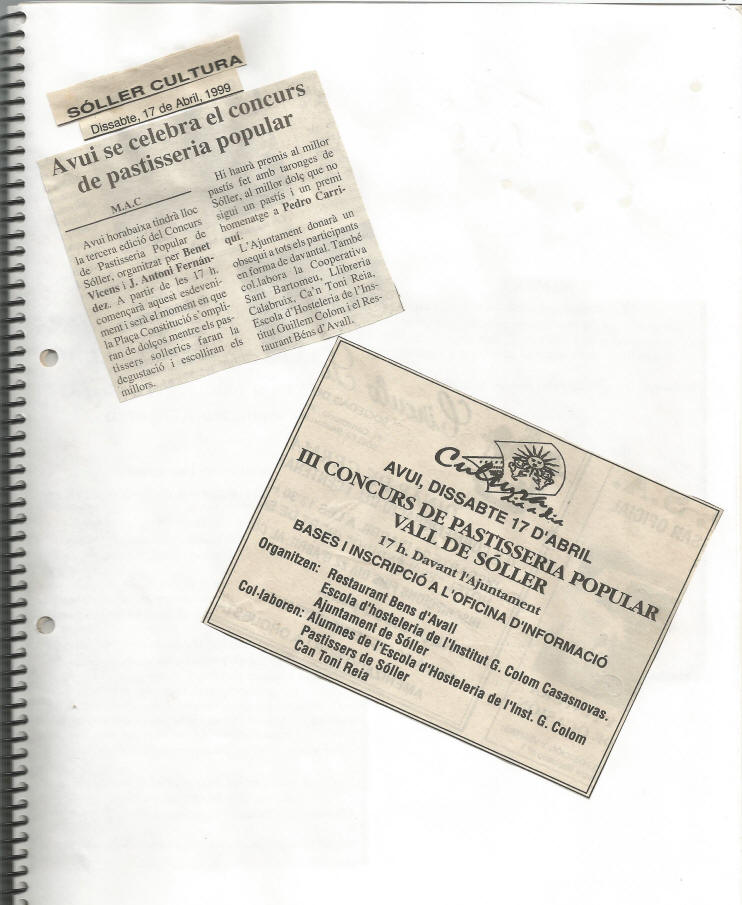 SÓLLER CULTURA
Dissabte, 17 de Abril, 1999
Avui se celebra el concurs
de pastisseria popular
M.A.C
Avui horabaixa tindrà lloc
la tercera edició del Concurs
de Pastisseria Popular de
Sóller, organitzat per Benet
Vicens i J. Antoni Fernán-
dez. A partir de les 17 h.
començarà aquest esdeveni-
ment i serà el moment en que
la Plaça Constitució s'ompli-
ran de dolços mentre els pas-
tissers sollerics faran la
degustació i escolliran els
millors.
Hi haurà premis al millor
pastís fet amb taronges de
Sóller, al millor dolç que no
sigui un pastís i un premi
homenatge a Pedro Carri-
quí.
L'Ajuntament donarà un
obsequi a tots els participants
en forma de davantal. També
col.labora la Cooperativa
Sant Bartomeu, Llibreria
Calabruix, Ca'n Toni Reia,
Escola d'Hosteleria de l'Ins-
titut Guillem Colom i el Res-
taurant Béns d'Avall.
Cultura
dia a dia
AVUI, DISSABTE 17 D'ABRIL
III CONCURS DE PASTISSERIA POPULAR
VALL DE SÓLLER
17 h. Davant l'Ajuntament
BASES I INSCRIPCIÓ A L'OFICINA D'INFORMACIÓ
Organitzen: Restaurant Bens d'Avall
Escola d'hosteleria de l'Institut G. Colom Casasnovas.
Ajuntament de Sóller
Col·laboren: Alumnes de l'Escola d'Hosteleria de l'Inst. G. Colom
Pastissers de Sóller
Can Toni Reia